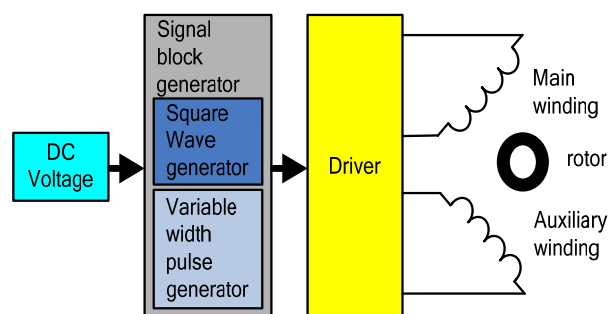 Signal
block
generator
Square
Wave
generator
Variable
width
pulse
generator
DC
Voltage
Driver
Main
winding
rotor
Auxiliary
winding